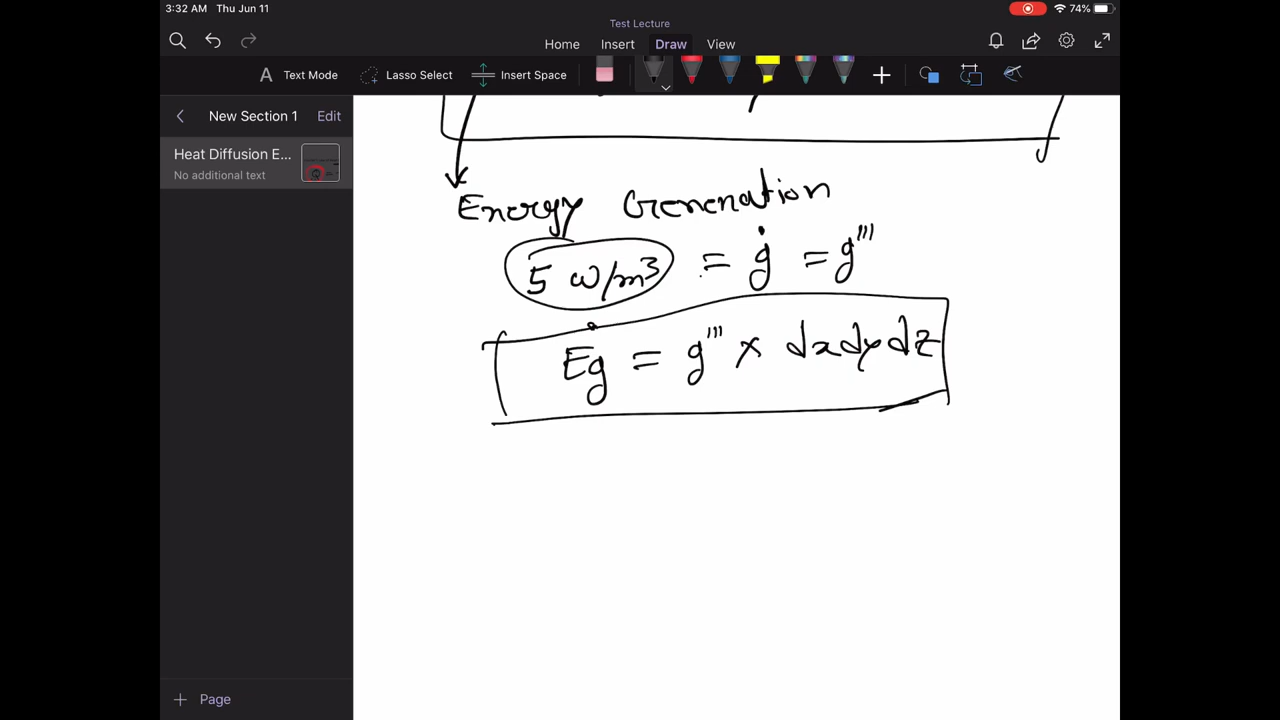 3:32 AM Thu Jun 11
74%
Test Lecture
Home Insert Draw View
Text Mode Lasso Select Insert Space
New Section 1 Edit
Heat Diffusion E...
No additional text
Energy Generation
5 w/m³ = ġ = g'''
Ėg = g''' × dxdydz
+ Page